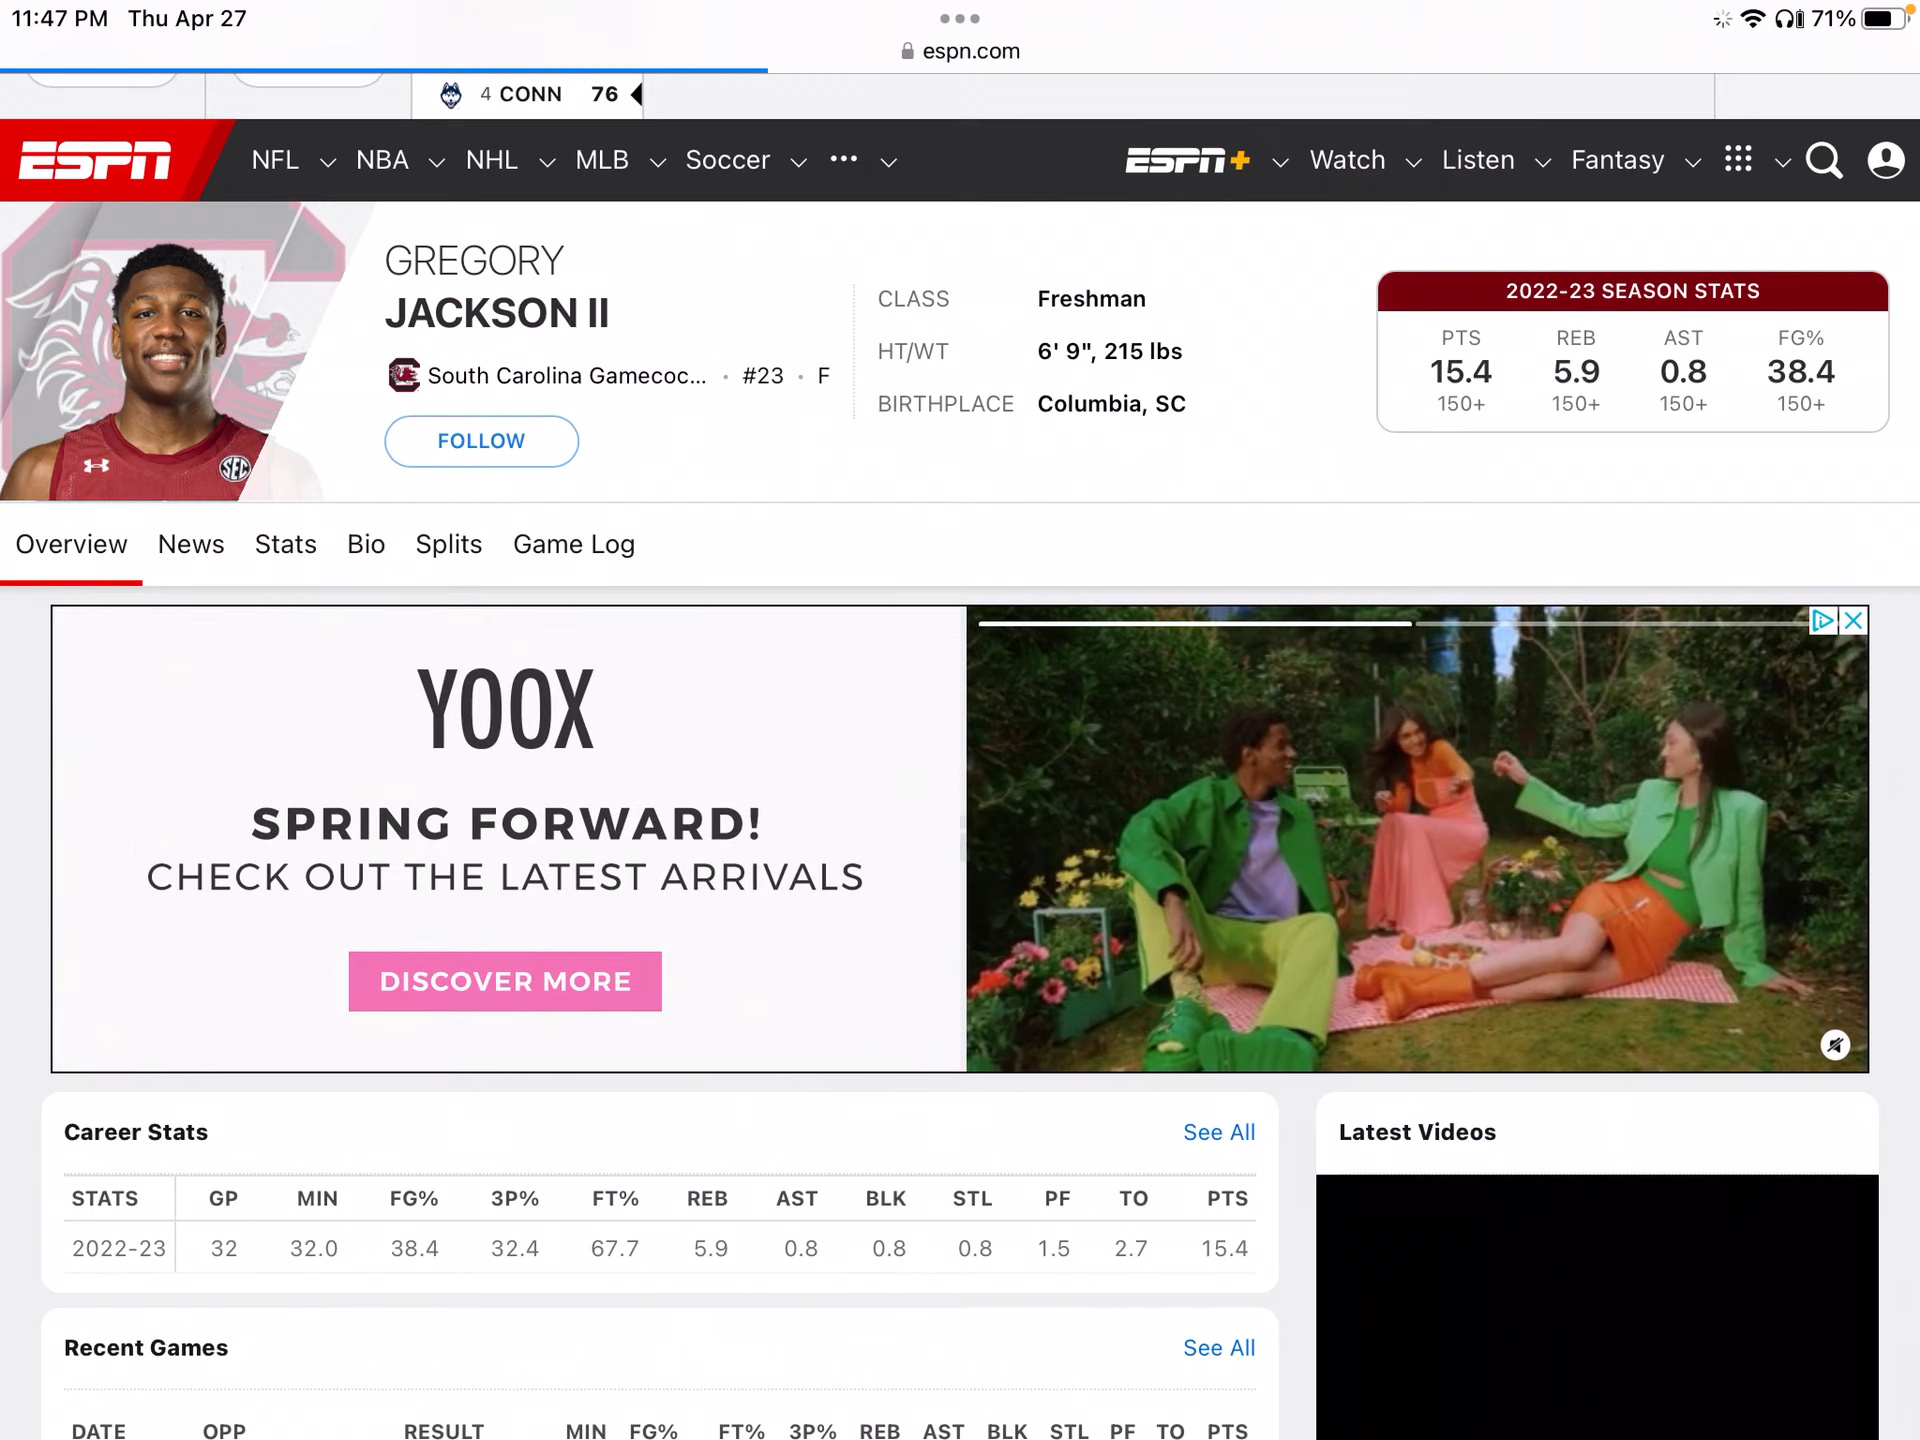 11:47 PM Thu Apr 27
71%
espn.com
4 CONN 76
ESPN NFL NBA NHL MLB Soccer ESPN+ Watch Listen Fantasy
GREGORY
JACKSON II
South Carolina Gamecoc... · #23 · F
FOLLOW
CLASS Freshman
HT/WT 6' 9", 215 lbs
BIRTHPLACE Columbia, SC
2022-23 SEASON STATS
PTS REB AST FG%
15.4 5.9 0.8 38.4
150+ 150+ 150+ 150+
SEC
Overview News Stats Bio Splits Game Log
YOOX
SPRING FORWARD!
CHECK OUT THE LATEST ARRIVALS
DISCOVER MORE
Career Stats See All
STATS GP MIN FG% 3P% FT% REB AST BLK STL PF TO PTS
2022-23 32 32.0 38.4 32.4 67.7 5.9 0.8 0.8 0.8 1.5 2.7 15.4
Latest Videos
Recent Games See All
DATE OPP RESULT MIN FG% FT% 3P% REB AST BLK STL PF TO PTS